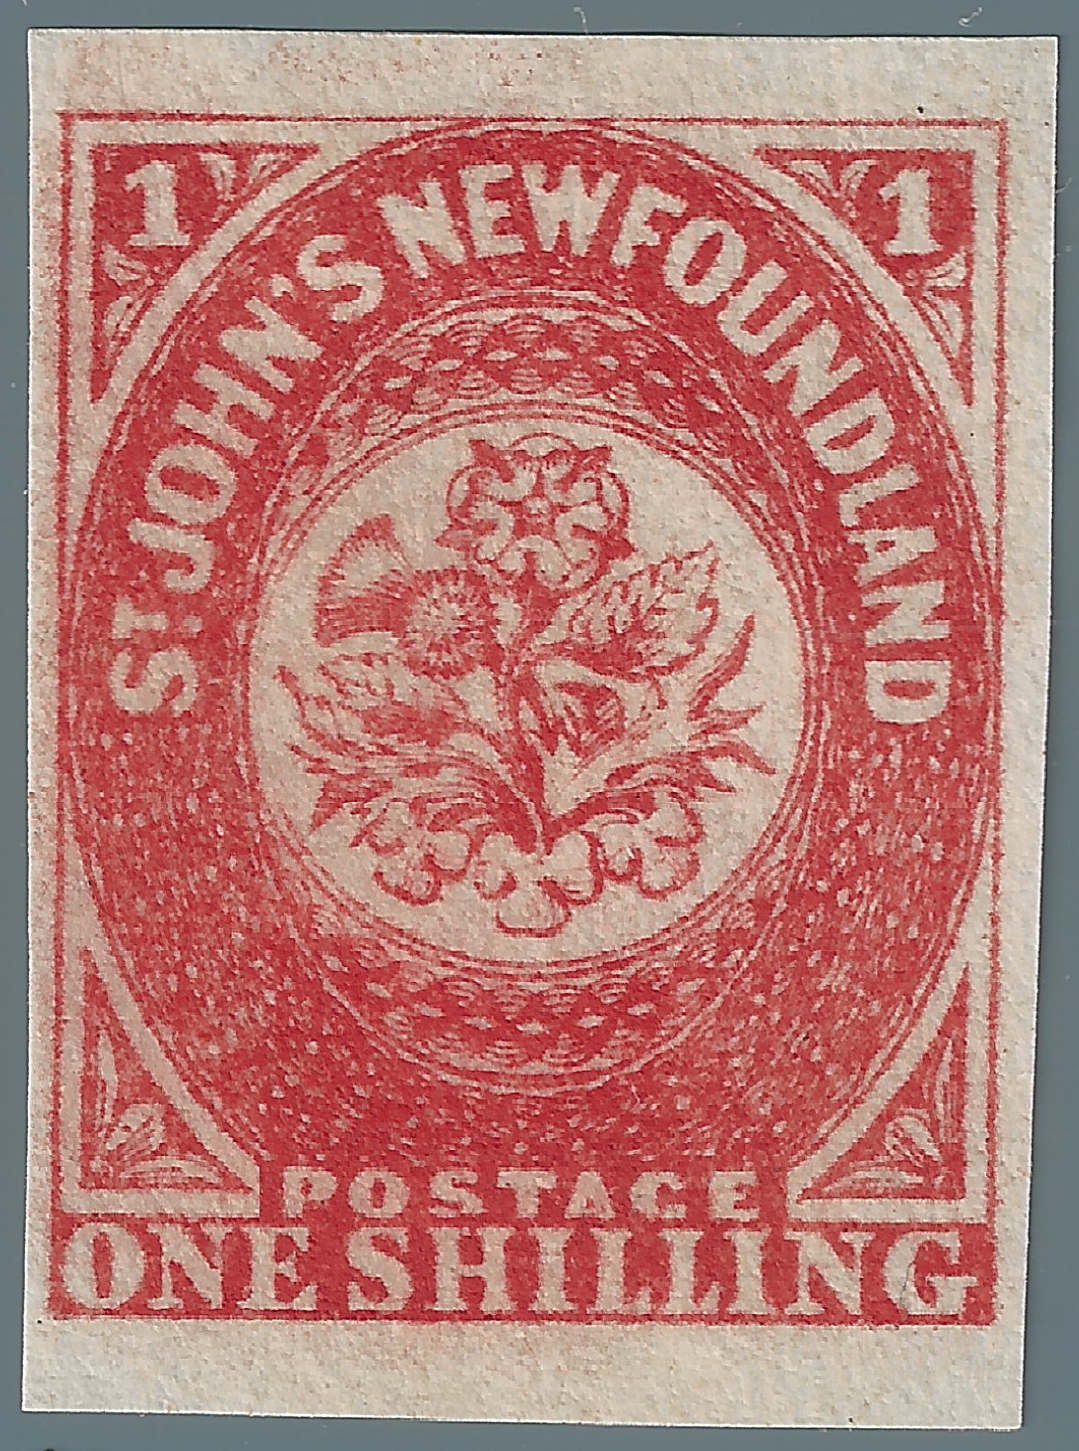 1 1
ST. JOHN'S NEWFOUNDLAND
POSTAGE
ONE SHILLING